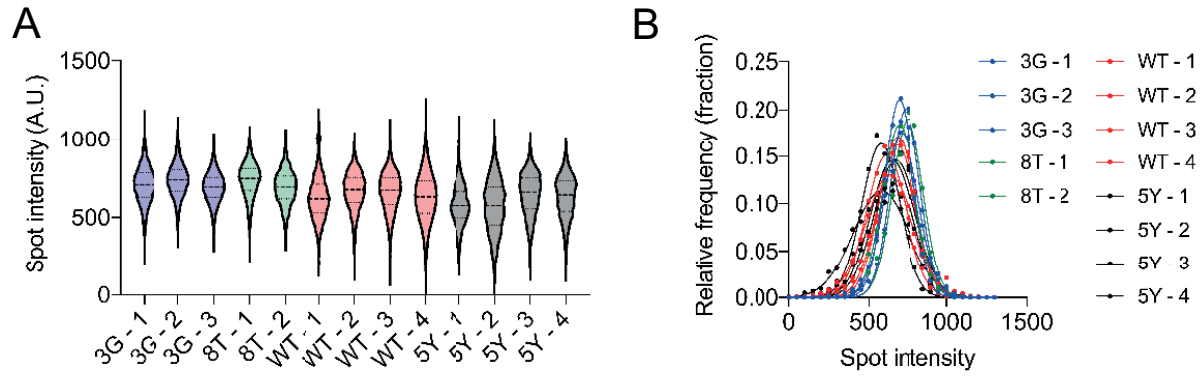 A
Spot intensity (A.U.)
1500
1000
500
0
3G - 1
3G - 2
3G - 3
8T - 1
8T - 2
WT - 1
WT - 2
WT - 3
WT - 4
5Y - 1
5Y - 2
5Y - 3
5Y - 4
B
Relative frequency (fraction)
0.25
0.20
0.15
0.10
0.05
0.00
0
500
1000
1500
Spot intensity
3G - 1
3G - 2
3G - 3
8T - 1
8T - 2
WT - 1
WT - 2
WT - 3
WT - 4
5Y - 1
5Y - 2
5Y - 3
5Y - 4